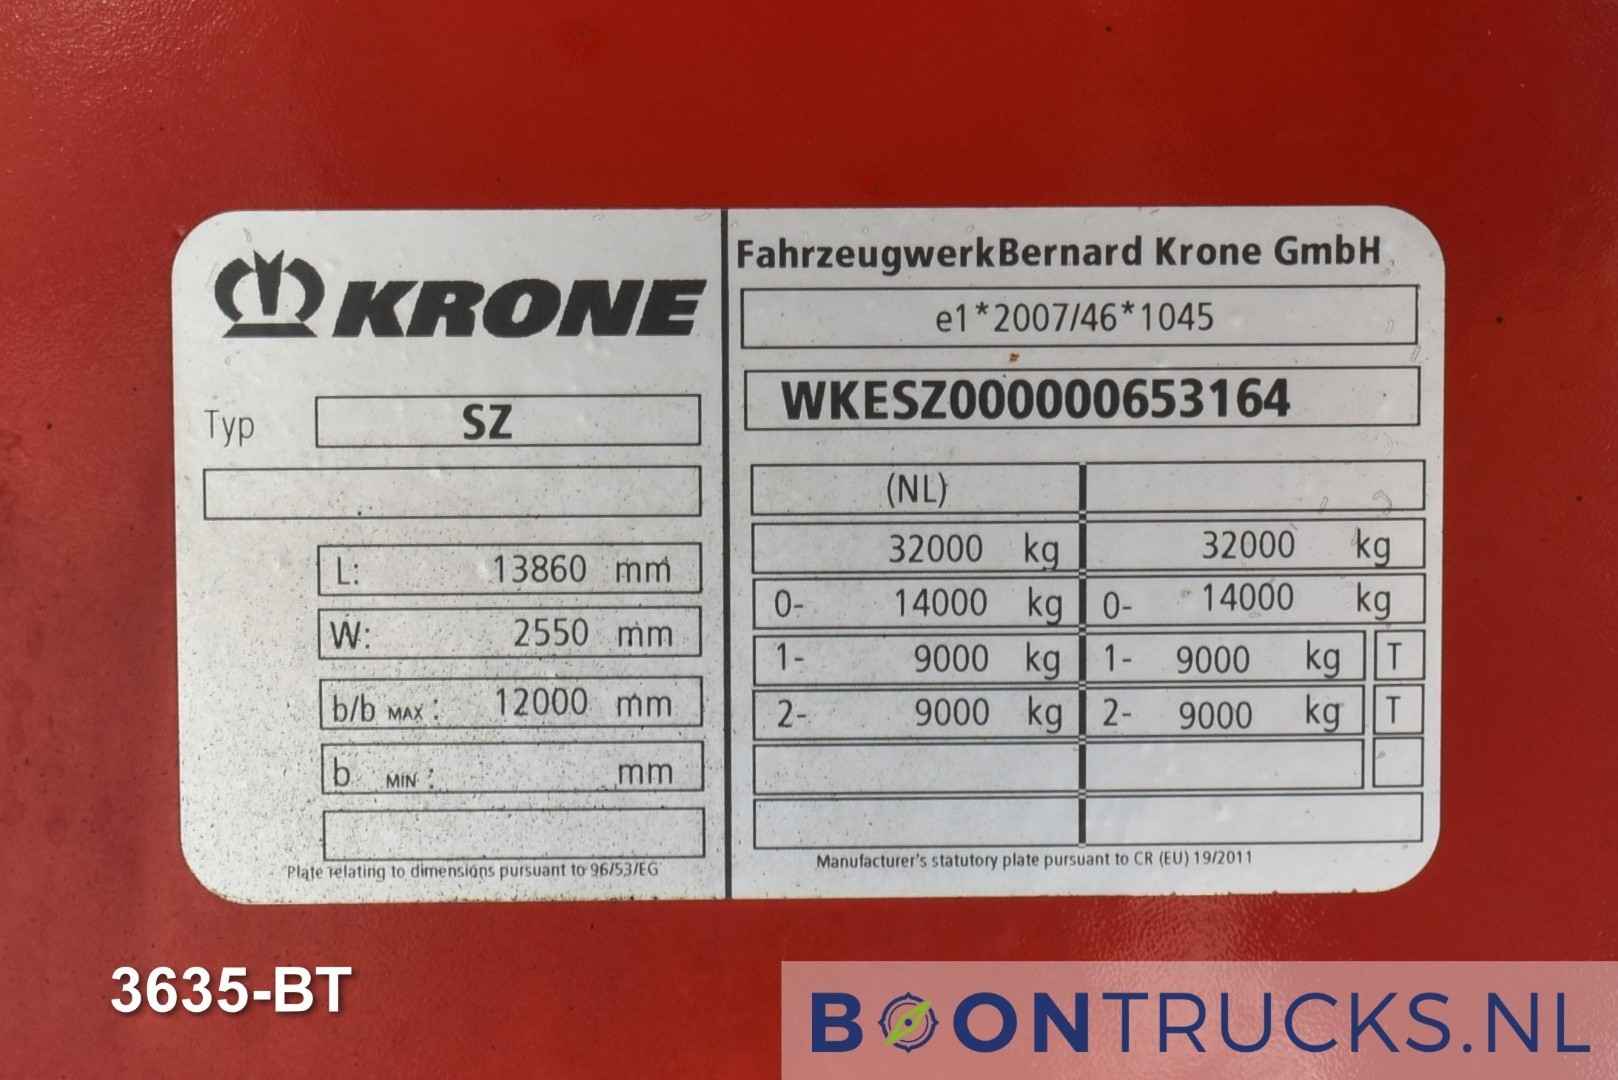 KRONE
Typ SZ
L: 13860 mm
W: 2550 mm
b/b MAX : 12000 mm
b MIN : mm
Plate relating to dimensions pursuant to 96/53/EG
FahrzeugwerkBernard Krone GmbH
e1*2007/46*1045
WKESZ000000653164
(NL)
32000 kg 32000 kg
0- 14000 kg 0- 14000 kg
1- 9000 kg 1- 9000 kg T
2- 9000 kg 2- 9000 kg T
Manufacturer's statutory plate pursuant to CR (EU) 19/2011
3635-BT
BOONTRUCKS.NL